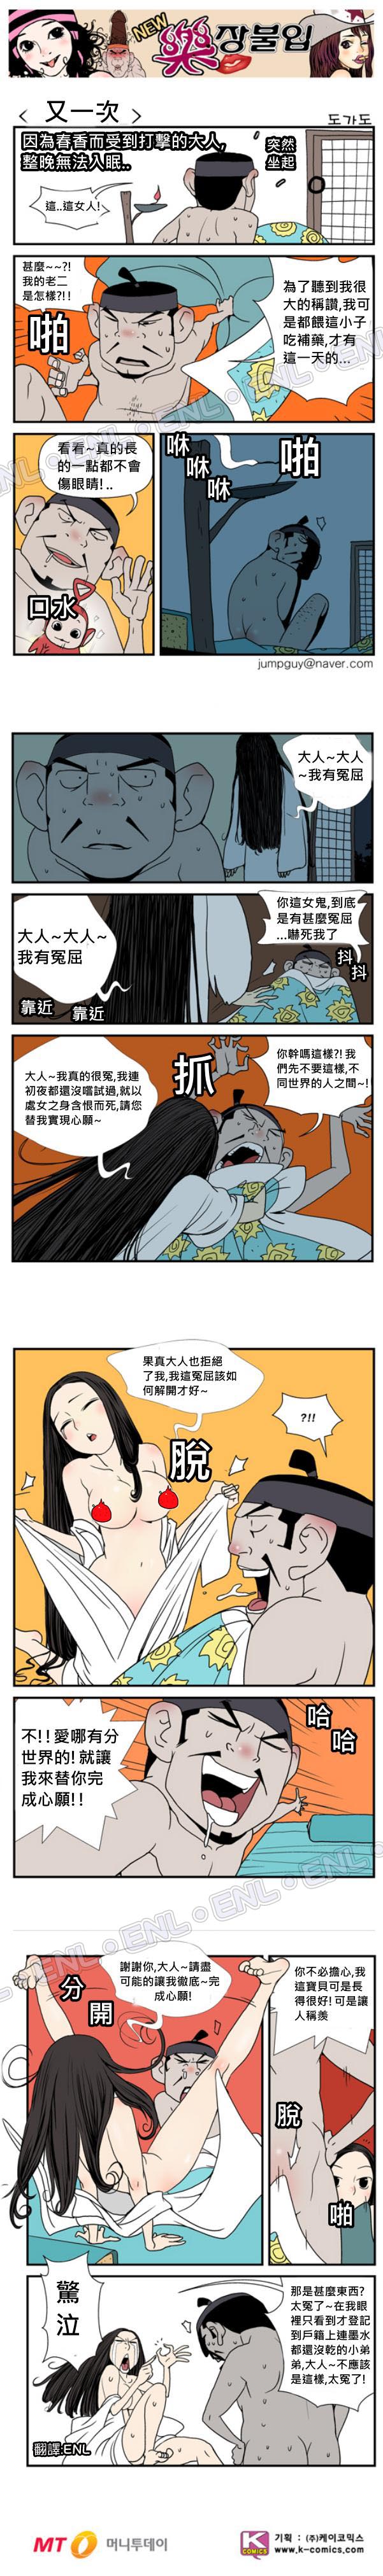 NEW 樂 장불입
< 又一次 >
도가도
因為春香而受到打擊的大人,
整晚無法入眠..
突然
坐起
這..這女人!
甚麼~~?!
我的老二
是怎樣?!!
啪
為了聽到我很
大的稱讚,我可
是都餵這小子
吃補藥,才有
這一天的...
ENL
ENL
ENL
看看~真的長
的一點都不會
傷眼睛!..
口水
咻
咻
咻
啪
jumpguy@naver.com
大人~大人
~我有冤屈
大人~大人~
我有冤屈
靠近
靠近
你這女鬼,到底
是有甚麼冤屈
...嚇死我了
抖
抖
大人~我真的很冤,我連
初夜都還沒嚐試過,就以
處女之身含恨而死,請您
替我實現心願~
抓
你幹嗎這樣?!我
們先不要這樣,不
同世界的人之間~!
果真大人也拒絕
了我,我這冤屈該如
何解開才好~
脫
?!!
不!!愛哪有分
世界的!就讓
我來替你完
成心願!!
哈
哈
ENL
ENL
ENL
ENL
分
開
謝謝你,大人~請盡
可能的讓我徹底~完
成心願!
你不必擔心,我
這寶貝可是長
得很好!可是讓
人稱羨
脫
啪
驚
泣
那是甚麼東西?
太冤了~在我眼
裡只看到才登記
到戶籍上連墨水
都還沒乾的小弟
弟,大人~不應該
是這樣,太冤了!
翻譯:ENL
MT 머니투데이
K COMICS
기획 : (주)케이코믹스
www.k-comics.com